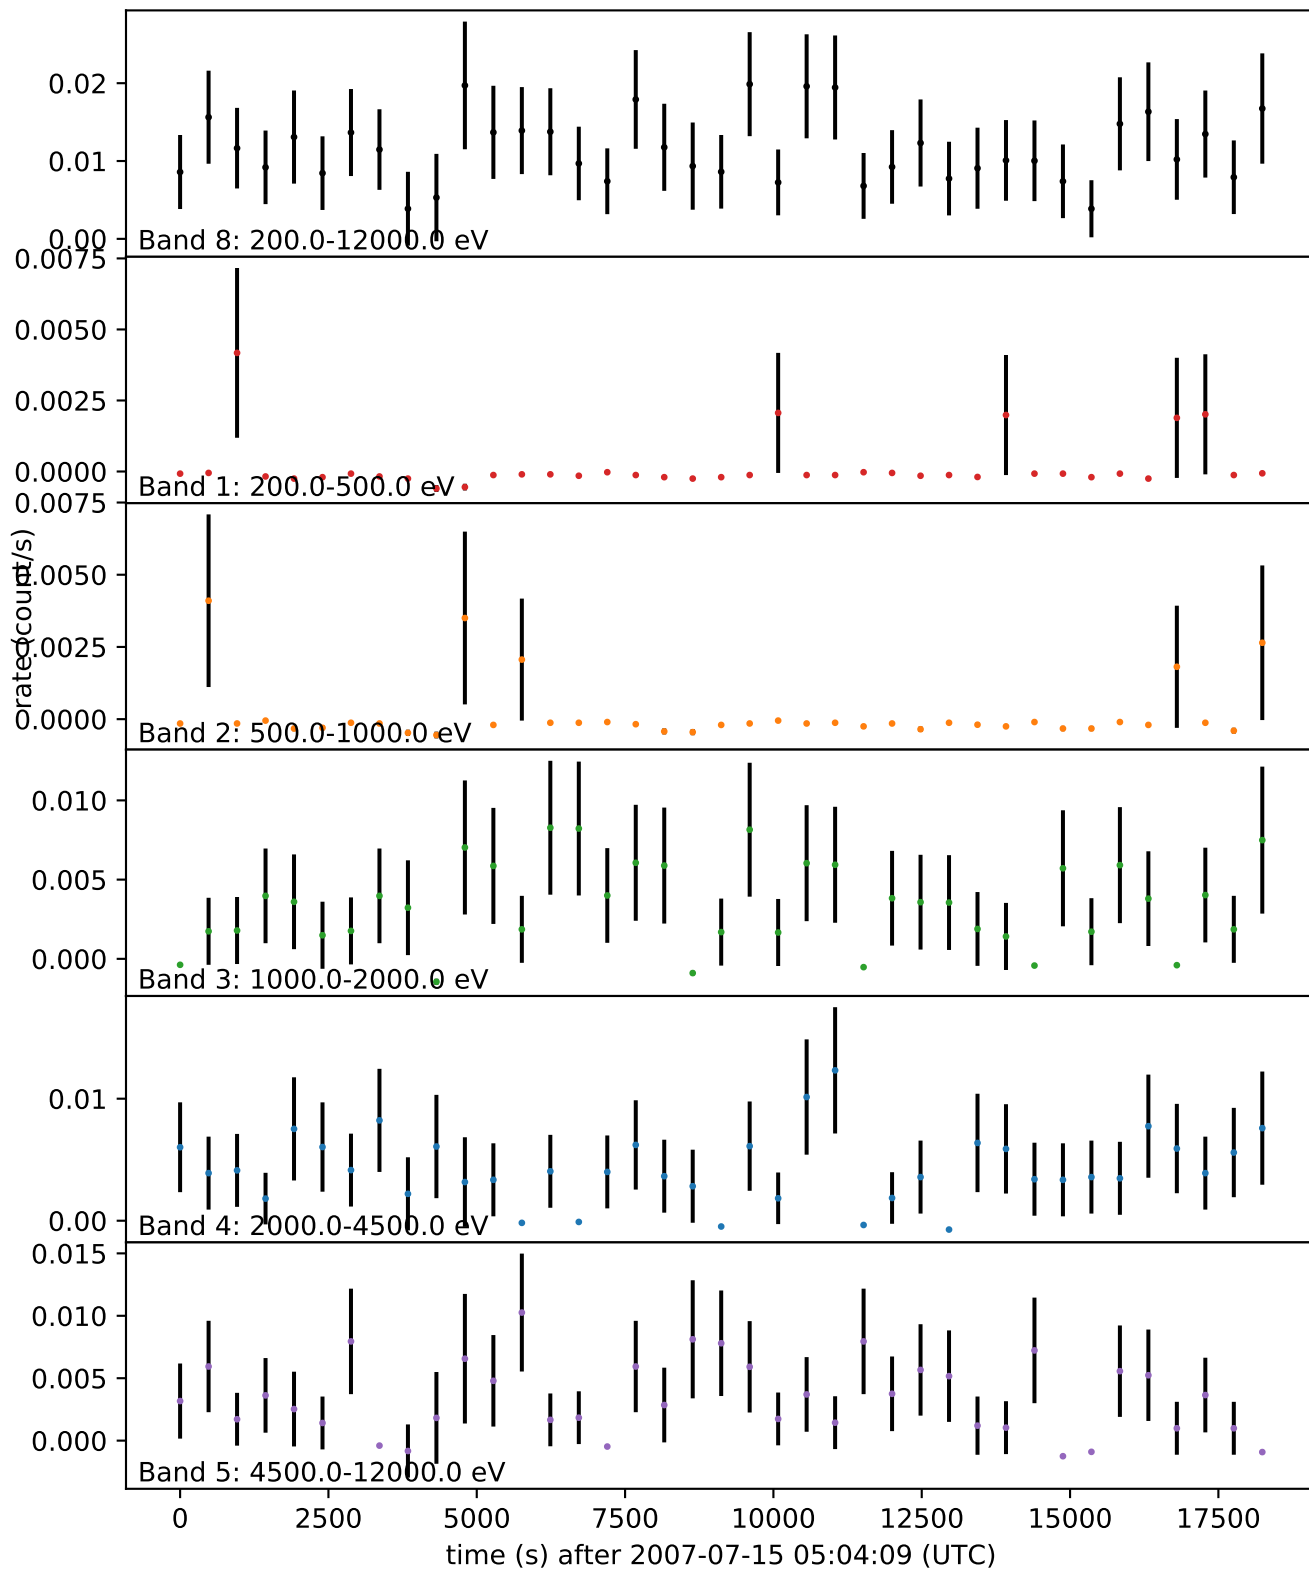 0.02
0.01
0.00
Band 8: 200.0-12000.0 eV
0.0075
0.0050
0.0025
0.0000
Band 1: 200.0-500.0 eV
0.0075
0.0050
0.0025
0.0000
Band 2: 500.0-1000.0 eV
orate (count/s)
0.010
0.005
0.000
Band 3: 1000.0-2000.0 eV
0.01
0.00
Band 4: 2000.0-4500.0 eV
0.015
0.010
0.005
0.000
Band 5: 4500.0-12000.0 eV
0 2500 5000 7500 10000 12500 15000 17500
time (s) after 2007-07-15 05:04:09 (UTC)